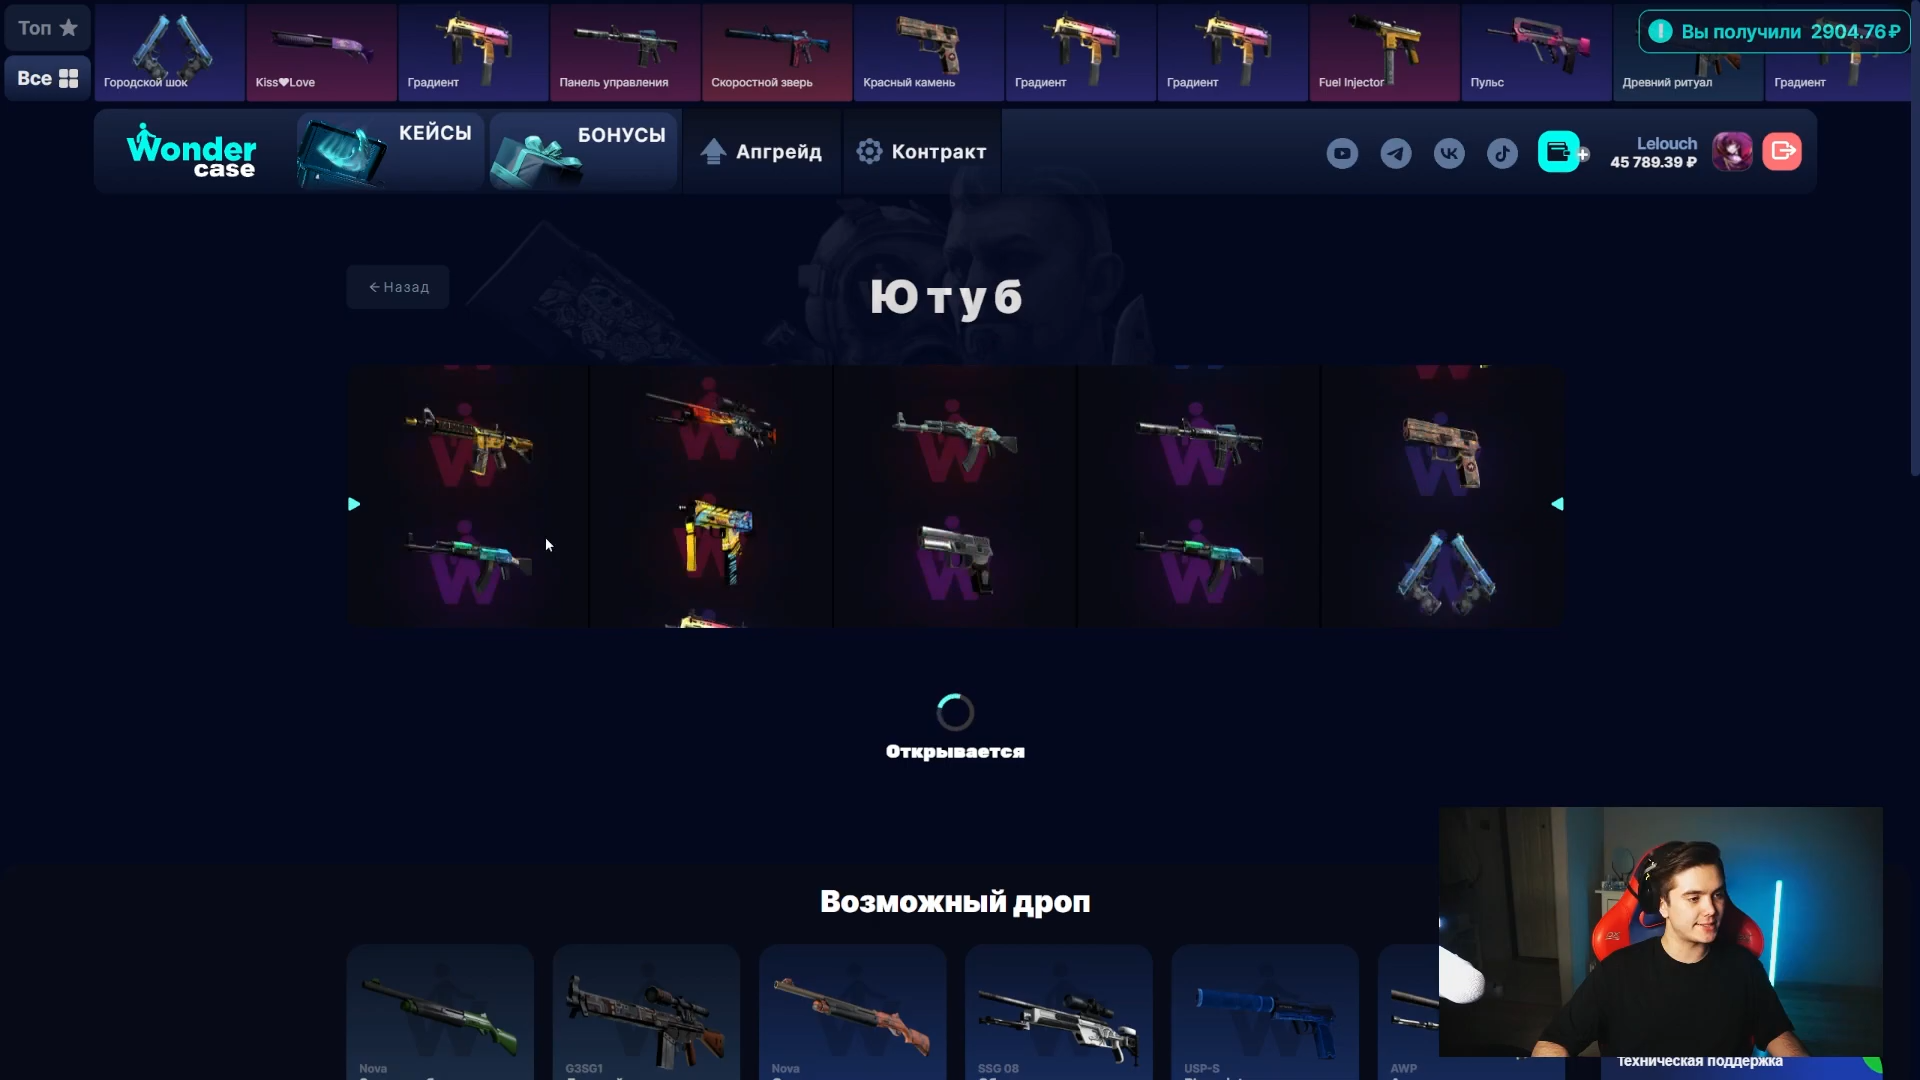 Топ
Все
Городской шок
Kiss♥Love
Градиент
Панель управления
Скоростной зверь
Красный камень
Градиент
Градиент
Fuel Injector
Пульс
Древний ритуал
Градиент
Вы получили 2904.76₽
Wonder
case
КЕЙСЫ
БОНУСЫ
Апгрейд
Контракт
Lelouch
45 789.39 ₽
← Назад
Ютуб
Открывается
Возможный дроп
Nova
G3SG1
Nova
SSG 08
USP-S
AWP
Техническая поддержка